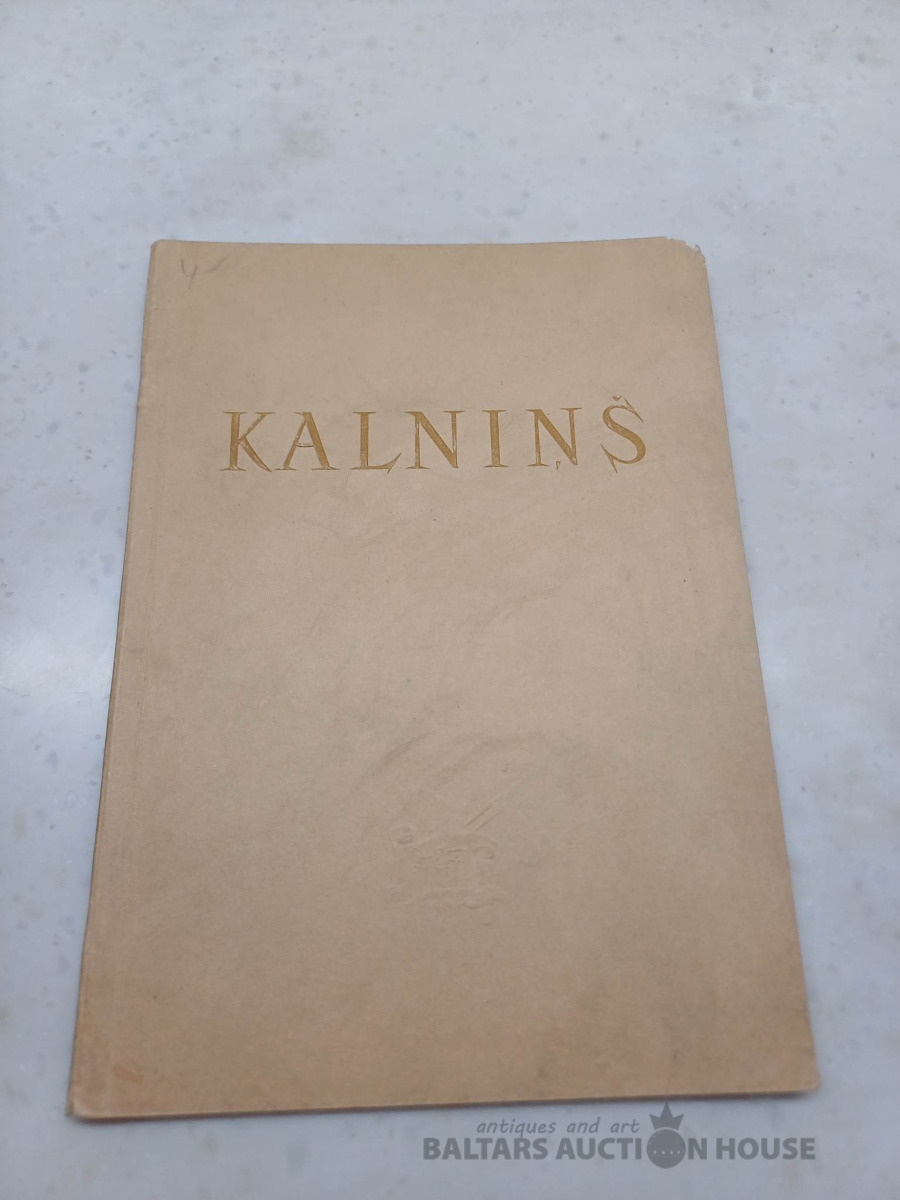 KALNIŅŠ
antiques and art
BALTARS AUCTION HOUSE